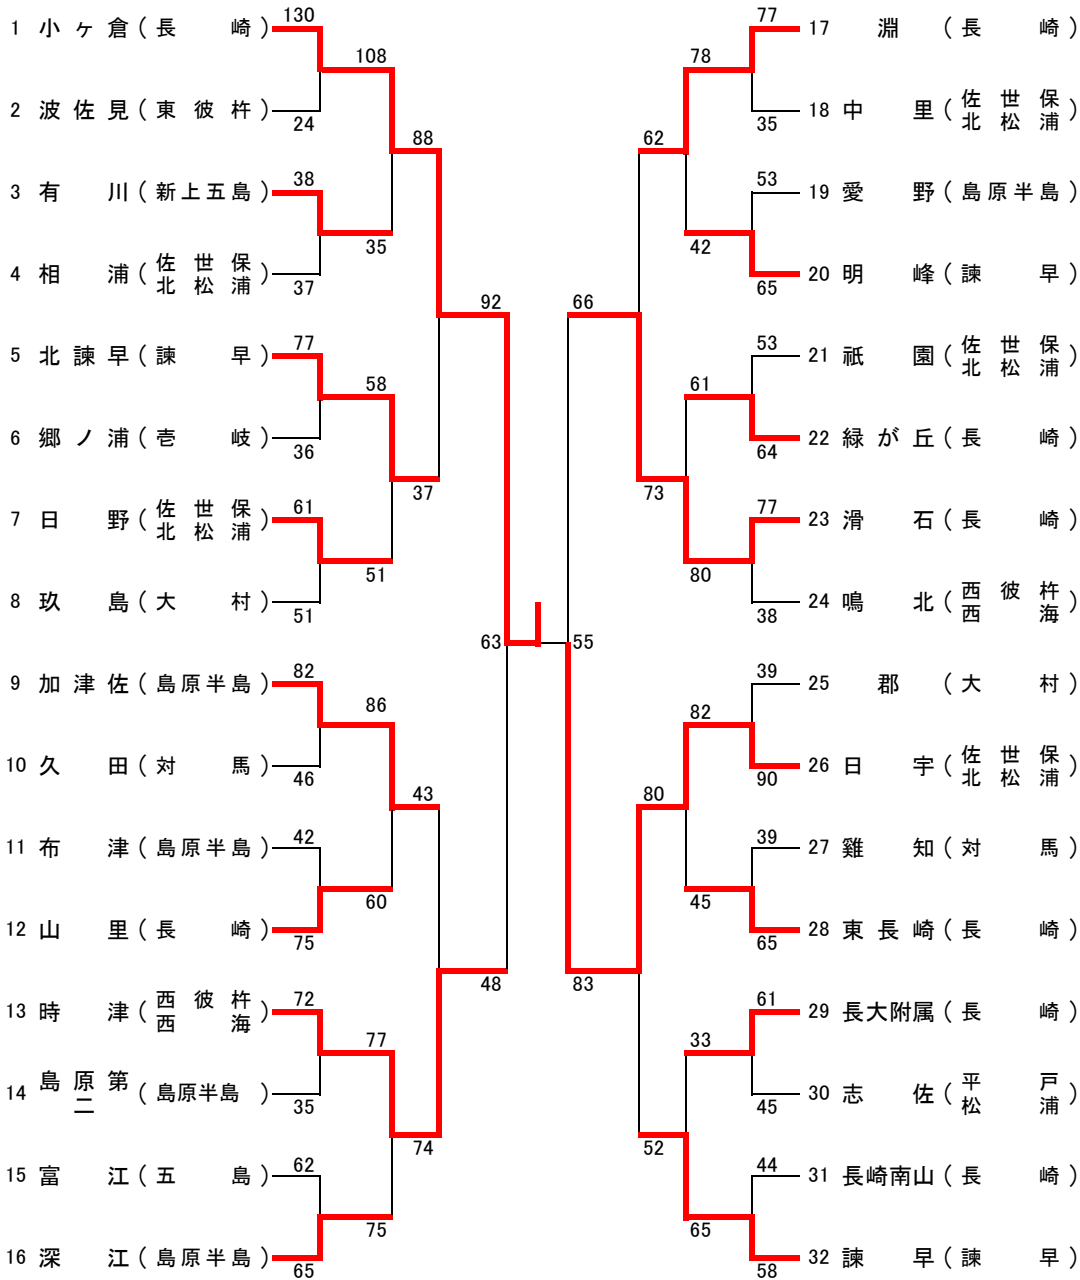 1 小ヶ倉 (長崎) 130
108
2 波佐見 (東彼杵) 24
88
3 有川 (新上五島) 38
35
4 相浦 (佐世保
北松浦) 37
92
5 北諫早 (諫早) 77
58
6 郷ノ浦 (壱岐) 36
37
7 日野 (佐世保
北松浦) 61
51
8 玖島 (大村) 51
63
9 加津佐 (島原半島) 82
86
10 久田 (対馬) 46
43
11 布津 (島原半島) 42
60
12 山里 (長崎) 75
48
13 時津 (西彼杵
西海) 72
77
14 島原第
二 (島原半島) 35
74
15 富江 (五島) 62
75
16 深江 (島原半島) 65
77 17 淵 (長崎)
78
35 18 中里 (佐世保
北松浦)
62
53 19 愛野 (島原半島)
42
65 20 明峰 (諫早)
66
53 21 祇園 (佐世保
北松浦)
61
64 22 緑が丘 (長崎)
73
77 23 滑石 (長崎)
80
38 24 鳴北 (西彼杵
西海)
55
39 25 郡 (大村)
82
90 26 日宇 (佐世保
北松浦)
80
39 27 雞知 (対馬)
45
65 28 東長崎 (長崎)
83
61 29 長大附属 (長崎)
33
45 30 志佐 (平戸
松浦)
52
44 31 長崎南山 (長崎)
65
58 32 諫早 (諫早)